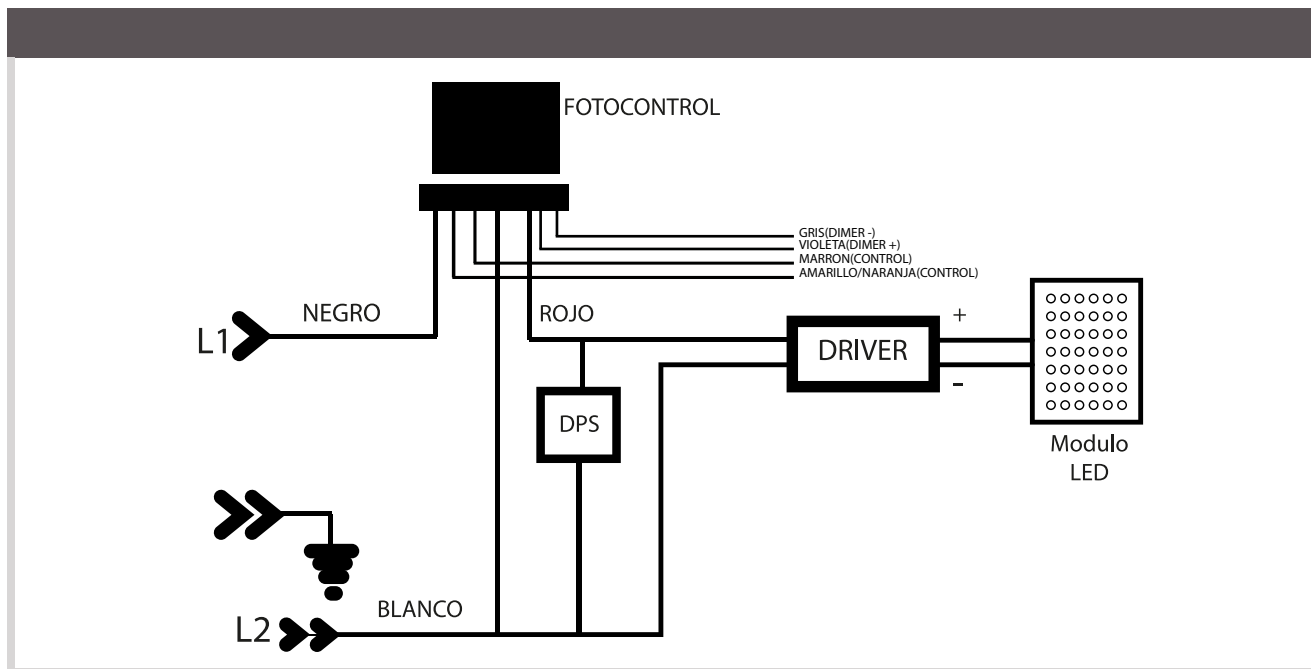 FOTOCONTROL
GRIS(DIMER -)
VIOLETA(DIMER +)
MARRON(CONTROL)
AMARILLO/NARANJA(CONTROL)
NEGRO
ROJO
L1
DRIVER
+
-
DPS
Modulo
LED
BLANCO
L2